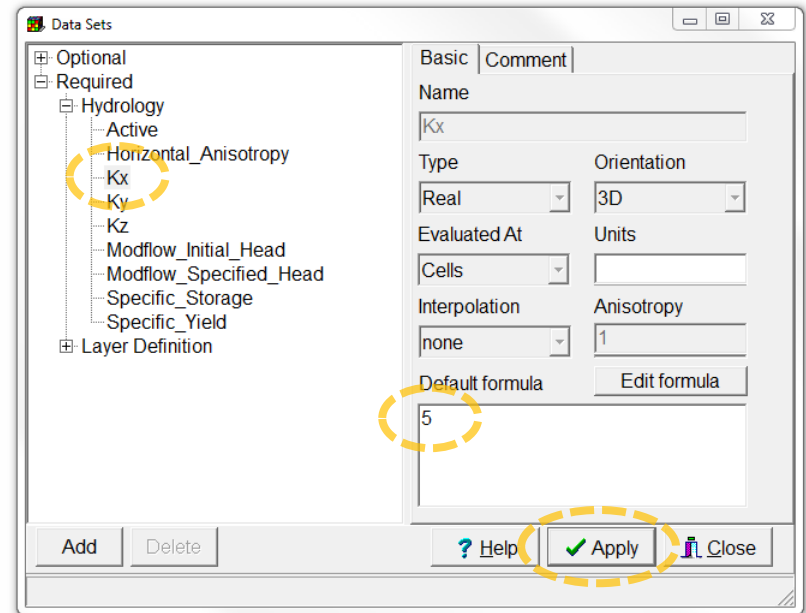 Data Sets
Optional
Required
Hydrology
Active
Horizontal_Anisotropy
Kx
Ky
Kz
Modflow_Initial_Head
Modflow_Specified_Head
Specific_Storage
Specific_Yield
Layer Definition
Basic Comment
Name
Kx
Type Orientation
Real 3D
Evaluated At Units
Cells
Interpolation Anisotropy
none 1
Default formula Edit formula
5
Add Delete ? Help Apply Close